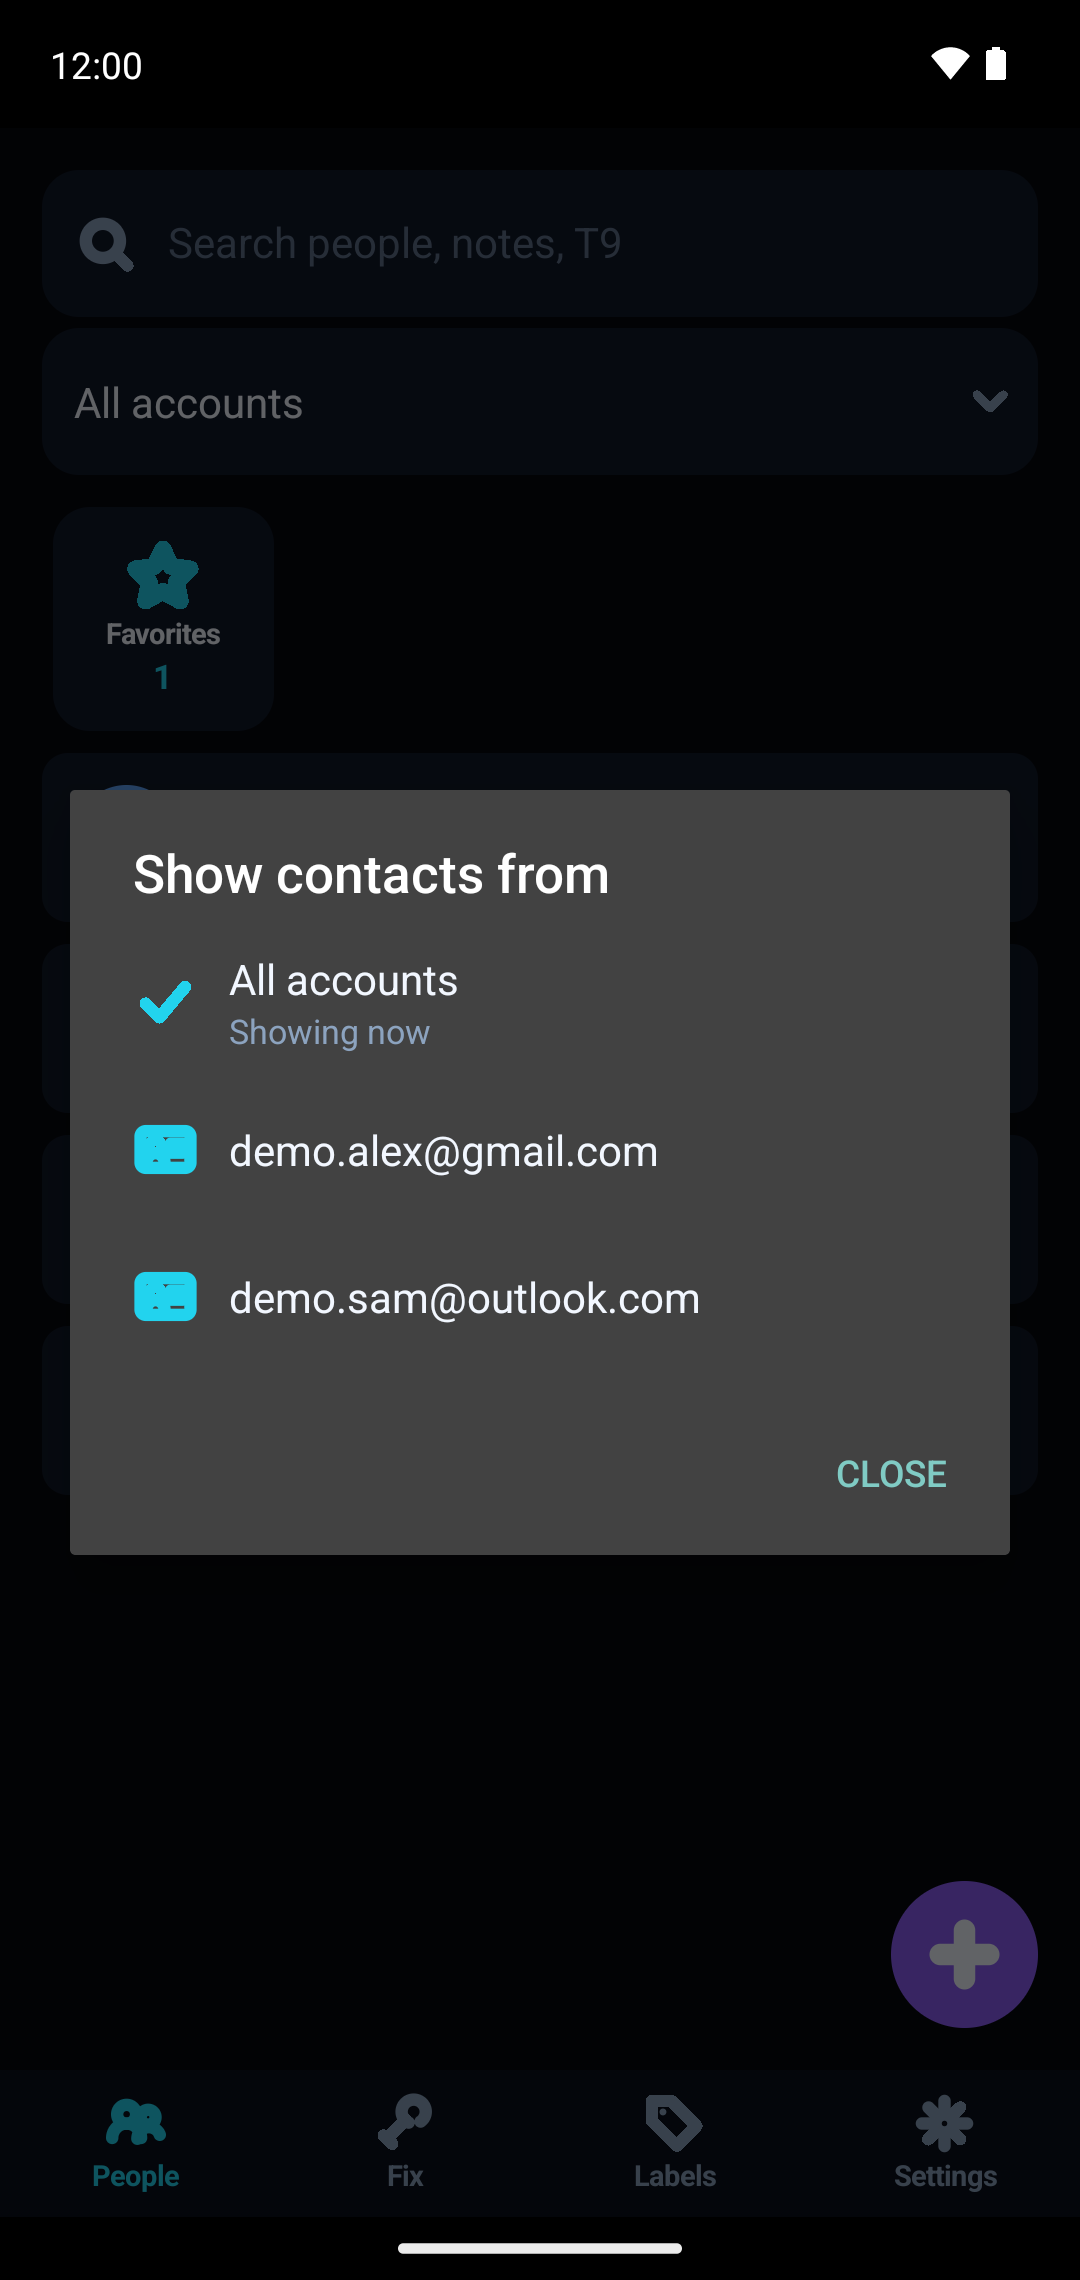 12:00
Search people, notes, T9
All accounts
Favorites
1
Show contacts from
All accounts
Showing now
demo.alex@gmail.com
demo.sam@outlook.com
CLOSE
People
Fix
Labels
Settings